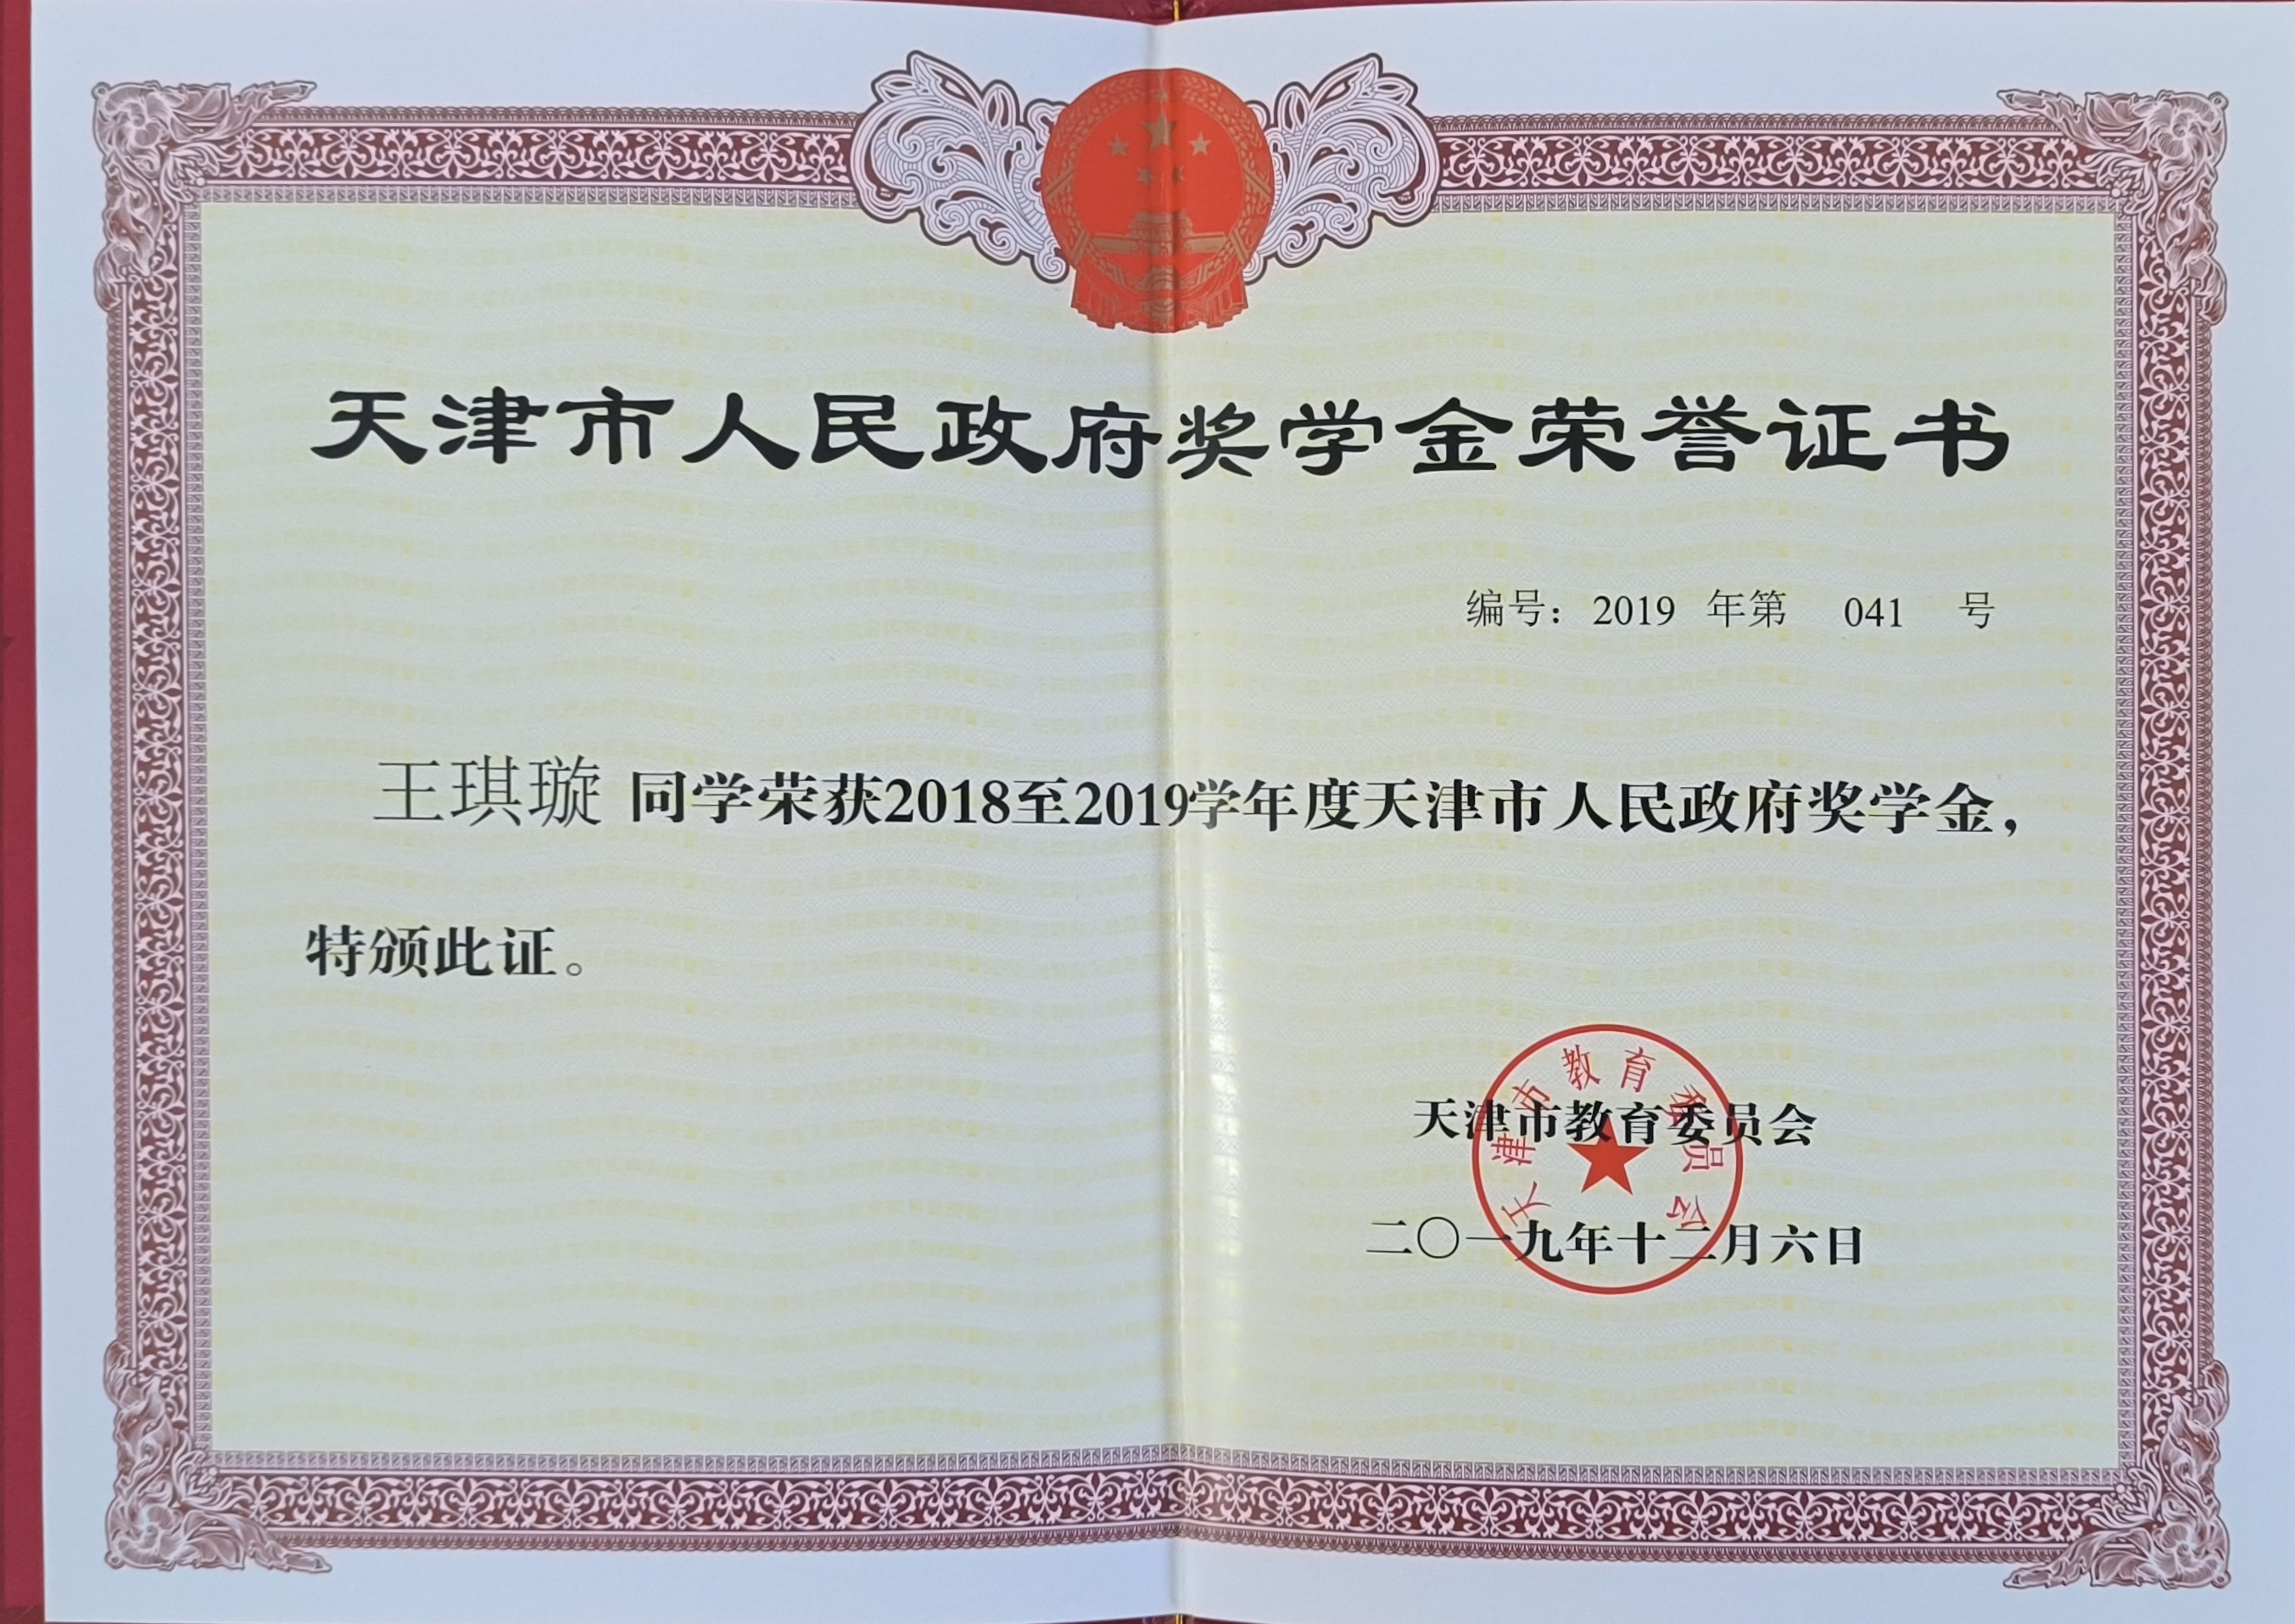 天津市人民政府奖学金荣誉证书
编号：2019 年第 041 号
王琪璇 同学荣获2018至2019学年度天津市人民政府奖学金，
特颁此证。
天津市教育委员会
天津市教育委员会
二〇一九年十二月六日